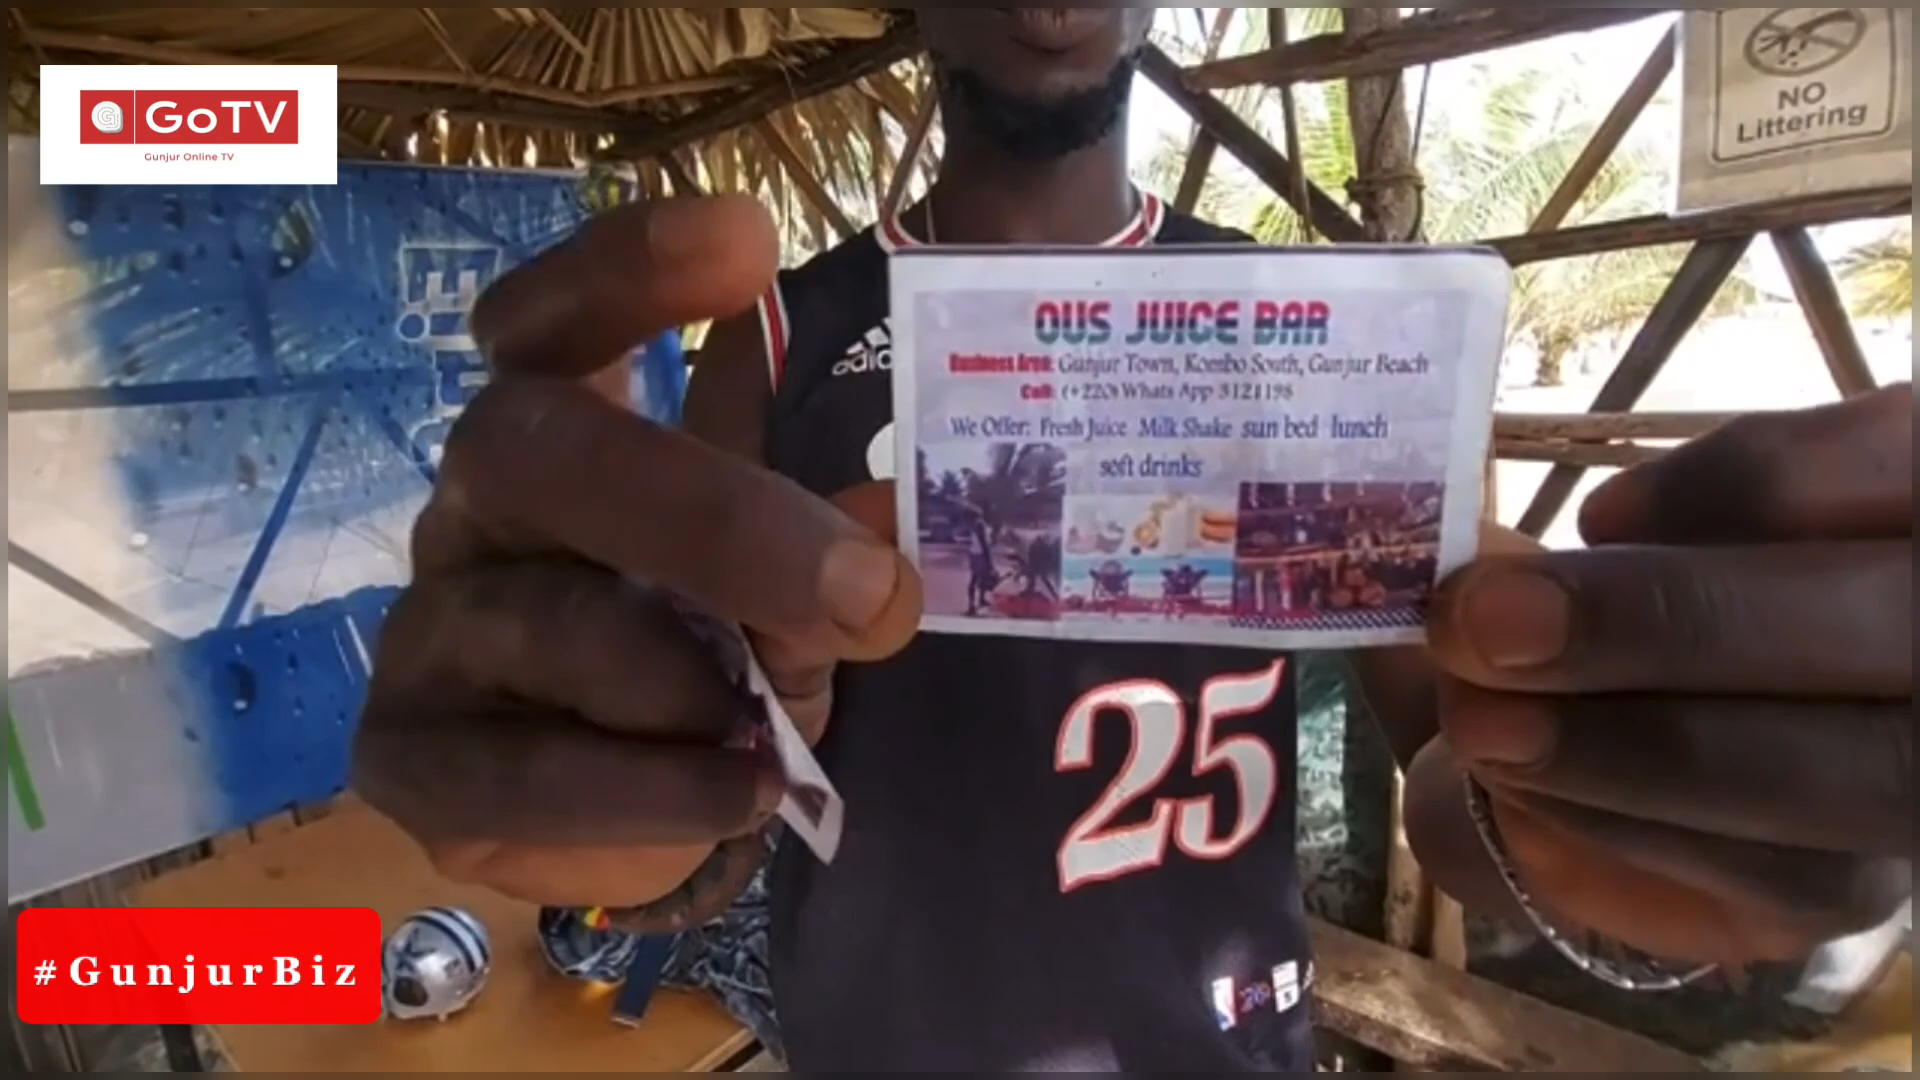 GoTV
Gunjur Online TV
NO
Littering
adid
OUS JUICE BAR
Business Area: Gunjur Town, Kombo South, Gunjur Beach
Call: (+220) Whats App 3121198
We Offer: Fresh Juice Milk Shake sun bed lunch
soft drinks
25
#GunjurBiz